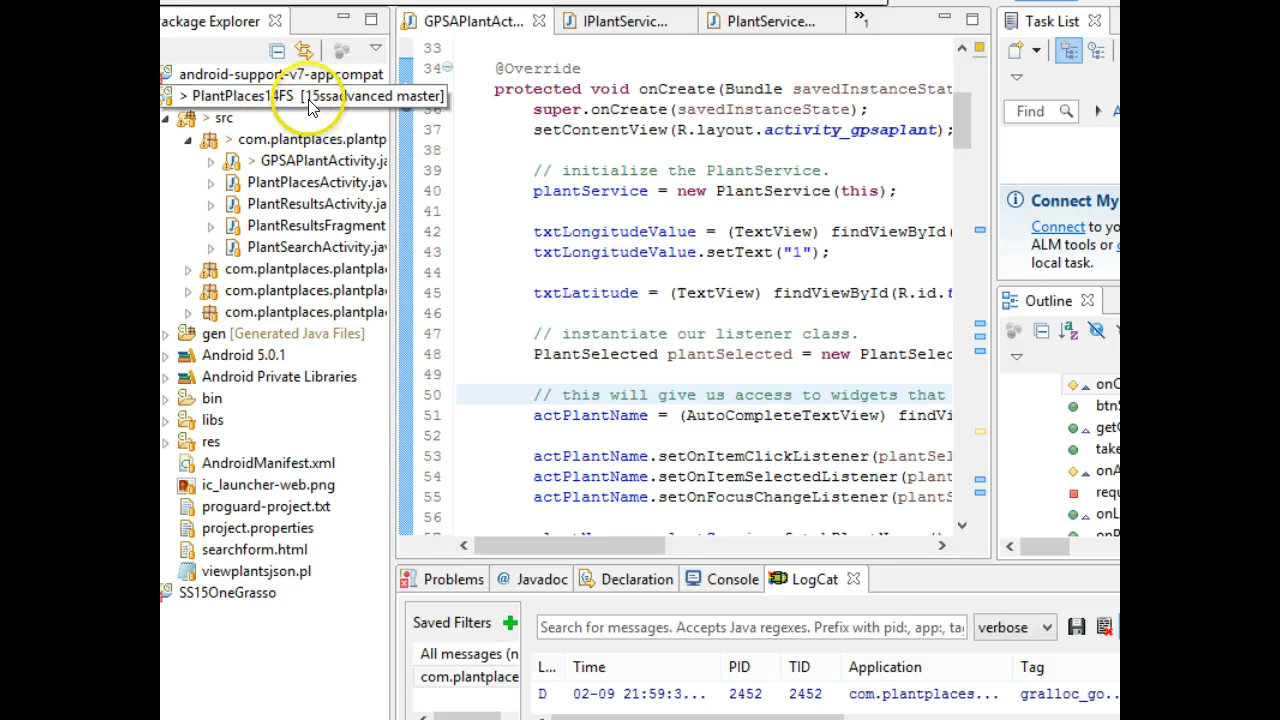 ackage Explorer
android-support-v7-appcompat
> PlantPlaces14FS [15ssadvanced master]
> src
> com.plantplaces.plantp
> GPSAPlantActivity.ja
PlantPlacesActivity.jav
PlantResultsActivity.ja
PlantResultsFragment
PlantSearchActivity.jav
com.plantplaces.plantpla
com.plantplaces.plantpla
com.plantplaces.plantpla
gen [Generated Java Files]
Android 5.0.1
Android Private Libraries
bin
libs
res
AndroidManifest.xml
ic_launcher-web.png
proguard-project.txt
project.properties
searchform.html
viewplantsjson.pl
SS15OneGrasso
GPSAPlantAct... IPlantServic... PlantService... »1
33
34 @Override
protected void onCreate(Bundle savedInstanceStat
super.onCreate(savedInstanceState);
37 setContentView(R.layout.activity_gpsaplant);
38
39 // initialize the PlantService.
40 plantService = new PlantService(this);
41
42 txtLongitudeValue = (TextView) findViewById(
43 txtLongitudeValue.setText("1");
44
45 txtLatitude = (TextView) findViewById(R.id.t
46
47 // instantiate our listener class.
48 PlantSelected plantSelected = new PlantSelec
49
50 // this will give us access to widgets that
51 actPlantName = (AutoCompleteTextView) findVi
52
53 actPlantName.setOnItemClickListener(plantSel
54 actPlantName.setOnItemSelectedListener(plant
55 actPlantName.setOnFocusChangeListener(plantS
56
Task List
Find
A
Connect My
Connect to yo
ALM tools or
local task.
Outline
onC
btnS
getC
take
onA
requ
onL
onP
Problems @ Javadoc Declaration Console LogCat
Saved Filters
All messages (n
com.plantplace
Search for messages. Accepts Java regexes. Prefix with pid:, app:, tag verbose
L... Time PID TID Application Tag
D 02-09 21:59:3... 2452 2452 com.plantplaces... gralloc_go..